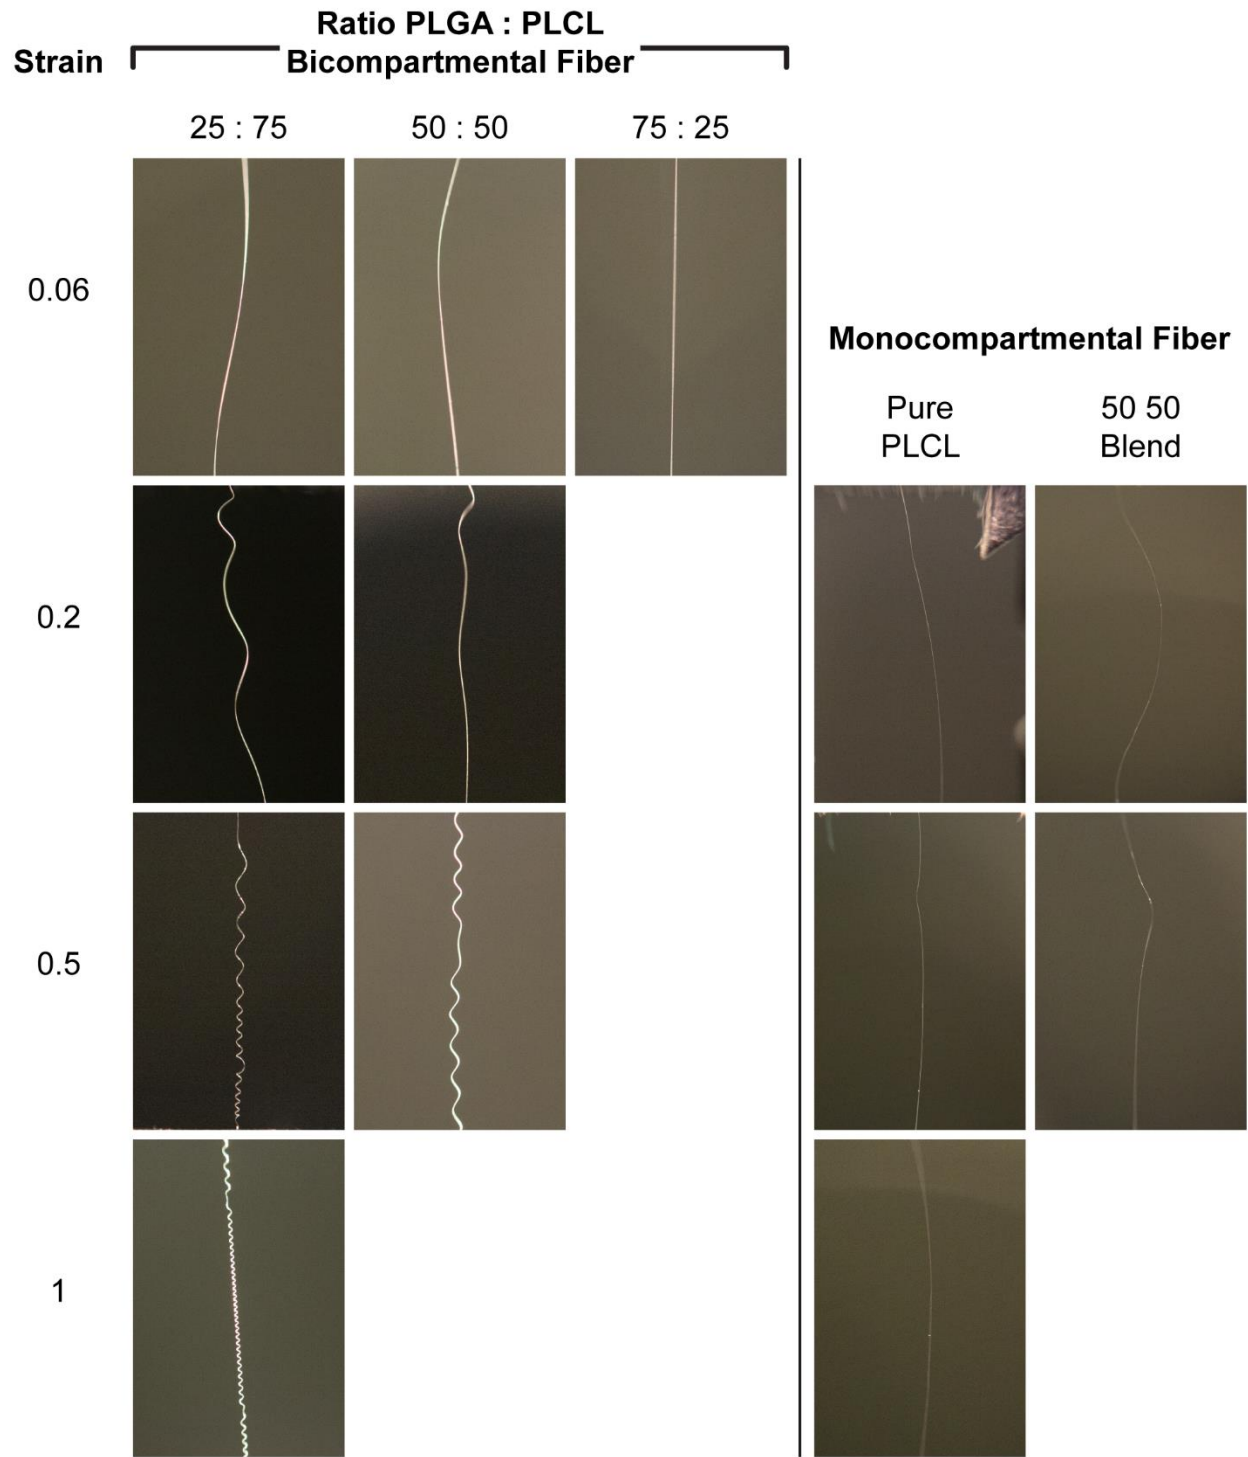 Ratio PLGA : PLCL
Strain Bicompartmental Fiber
25 : 75 50 : 50 75 : 25
0.06
Monocompartmental Fiber
Pure 50 50
PLCL Blend
0.2
0.5
1